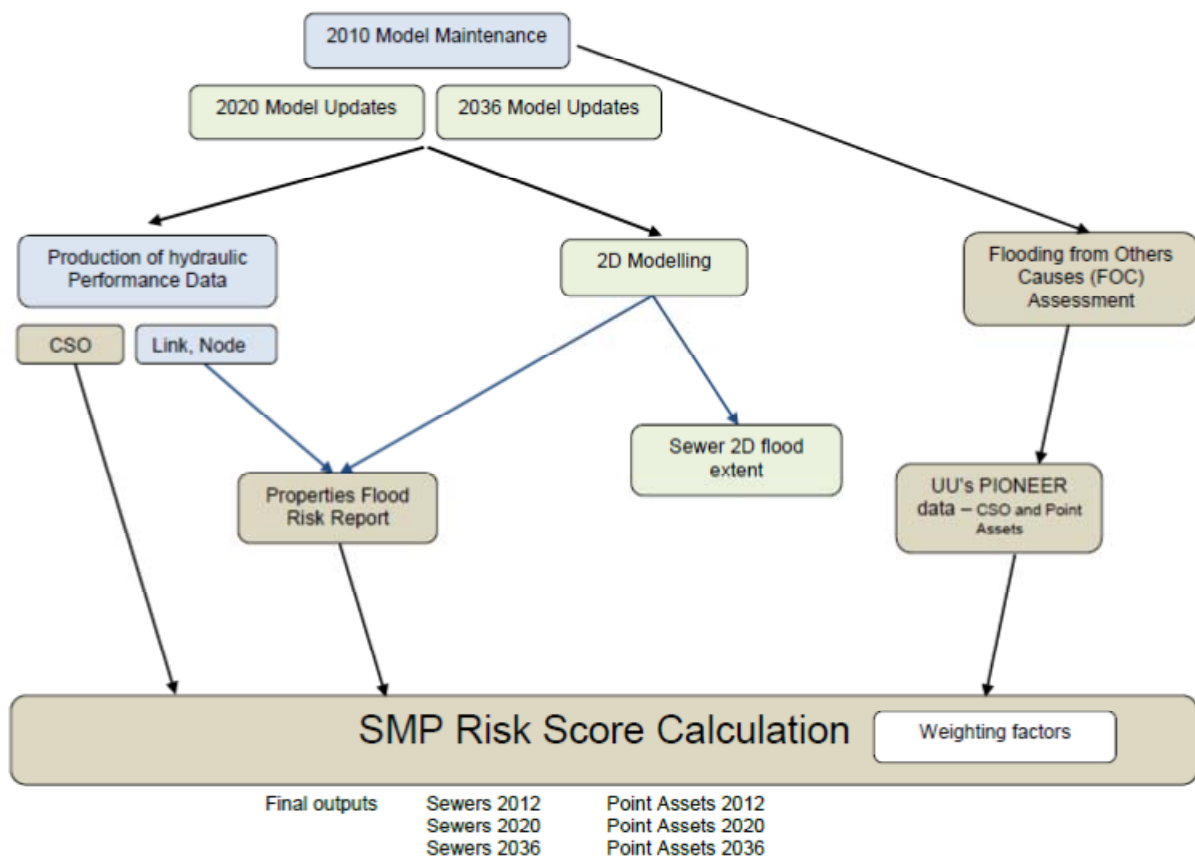 2010 Model Maintenance
2020 Model Updates
2036 Model Updates
Production of hydraulic
Performance Data
2D Modelling
Flooding from Others
Causes (FOC)
Assessment
CSO
Link, Node
Sewer 2D flood
extent
Properties Flood
Risk Report
UU's PIONEER
data – CSO and Point
Assets
SMP Risk Score Calculation
Weighting factors
Final outputs
Sewers 2012
Point Assets 2012
Sewers 2020
Point Assets 2020
Sewers 2036
Point Assets 2036